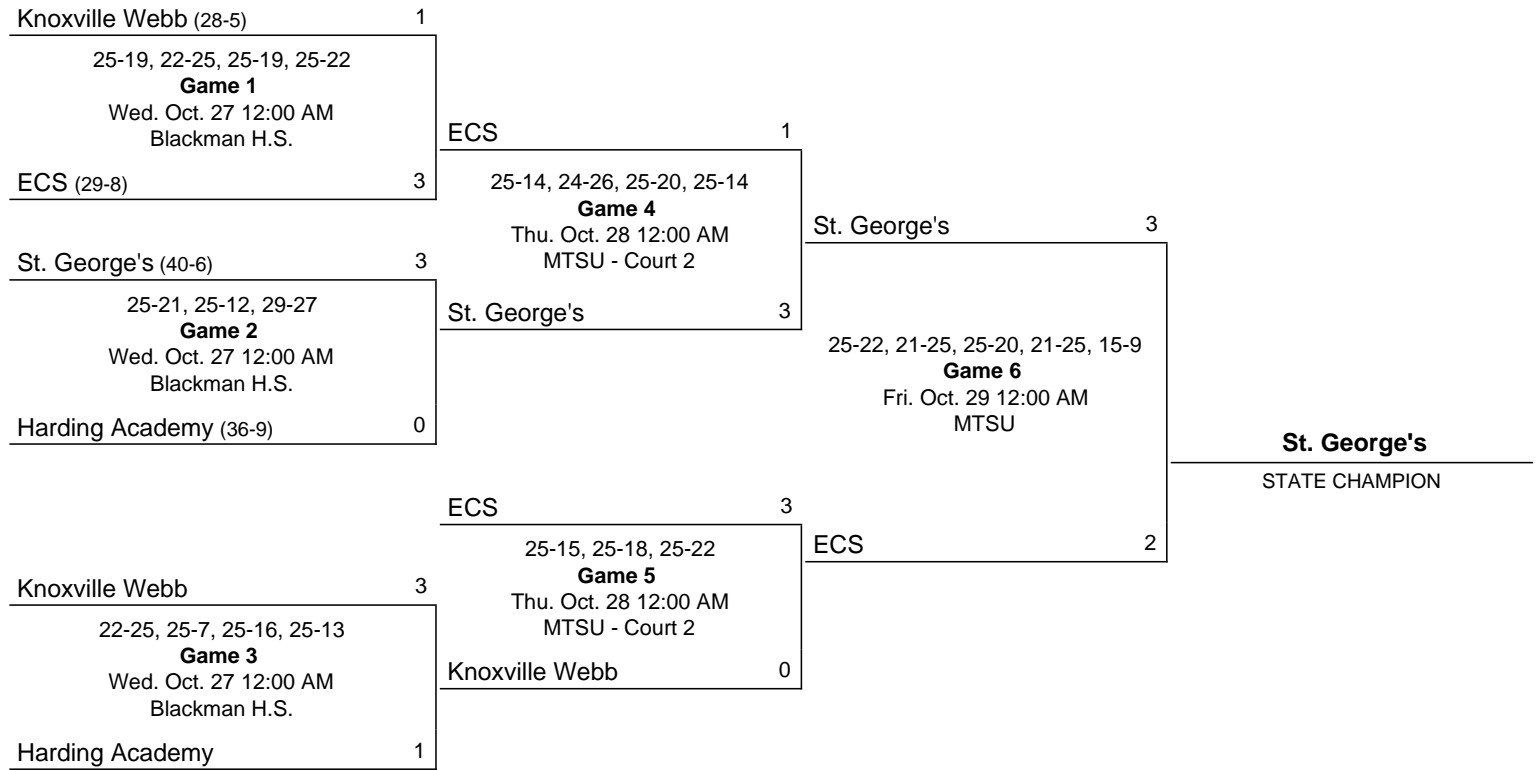 Knoxville Webb (28-5) 1
25-19, 22-25, 25-19, 25-22
Game 1
Wed. Oct. 27 12:00 AM
Blackman H.S.
ECS (29-8) 3
St. George's (40-6) 3
25-21, 25-12, 29-27
Game 2
Wed. Oct. 27 12:00 AM
Blackman H.S.
Harding Academy (36-9) 0
Knoxville Webb 3
22-25, 25-7, 25-16, 25-13
Game 3
Wed. Oct. 27 12:00 AM
Blackman H.S.
Harding Academy 1
ECS 1
25-14, 24-26, 25-20, 25-14
Game 4
Thu. Oct. 28 12:00 AM
MTSU - Court 2
St. George's 3
ECS 3
25-15, 25-18, 25-22
Game 5
Thu. Oct. 28 12:00 AM
MTSU - Court 2
Knoxville Webb 0
St. George's 3
25-22, 21-25, 25-20, 21-25, 15-9
Game 6
Fri. Oct. 29 12:00 AM
MTSU
ECS 2
St. George's
STATE CHAMPION